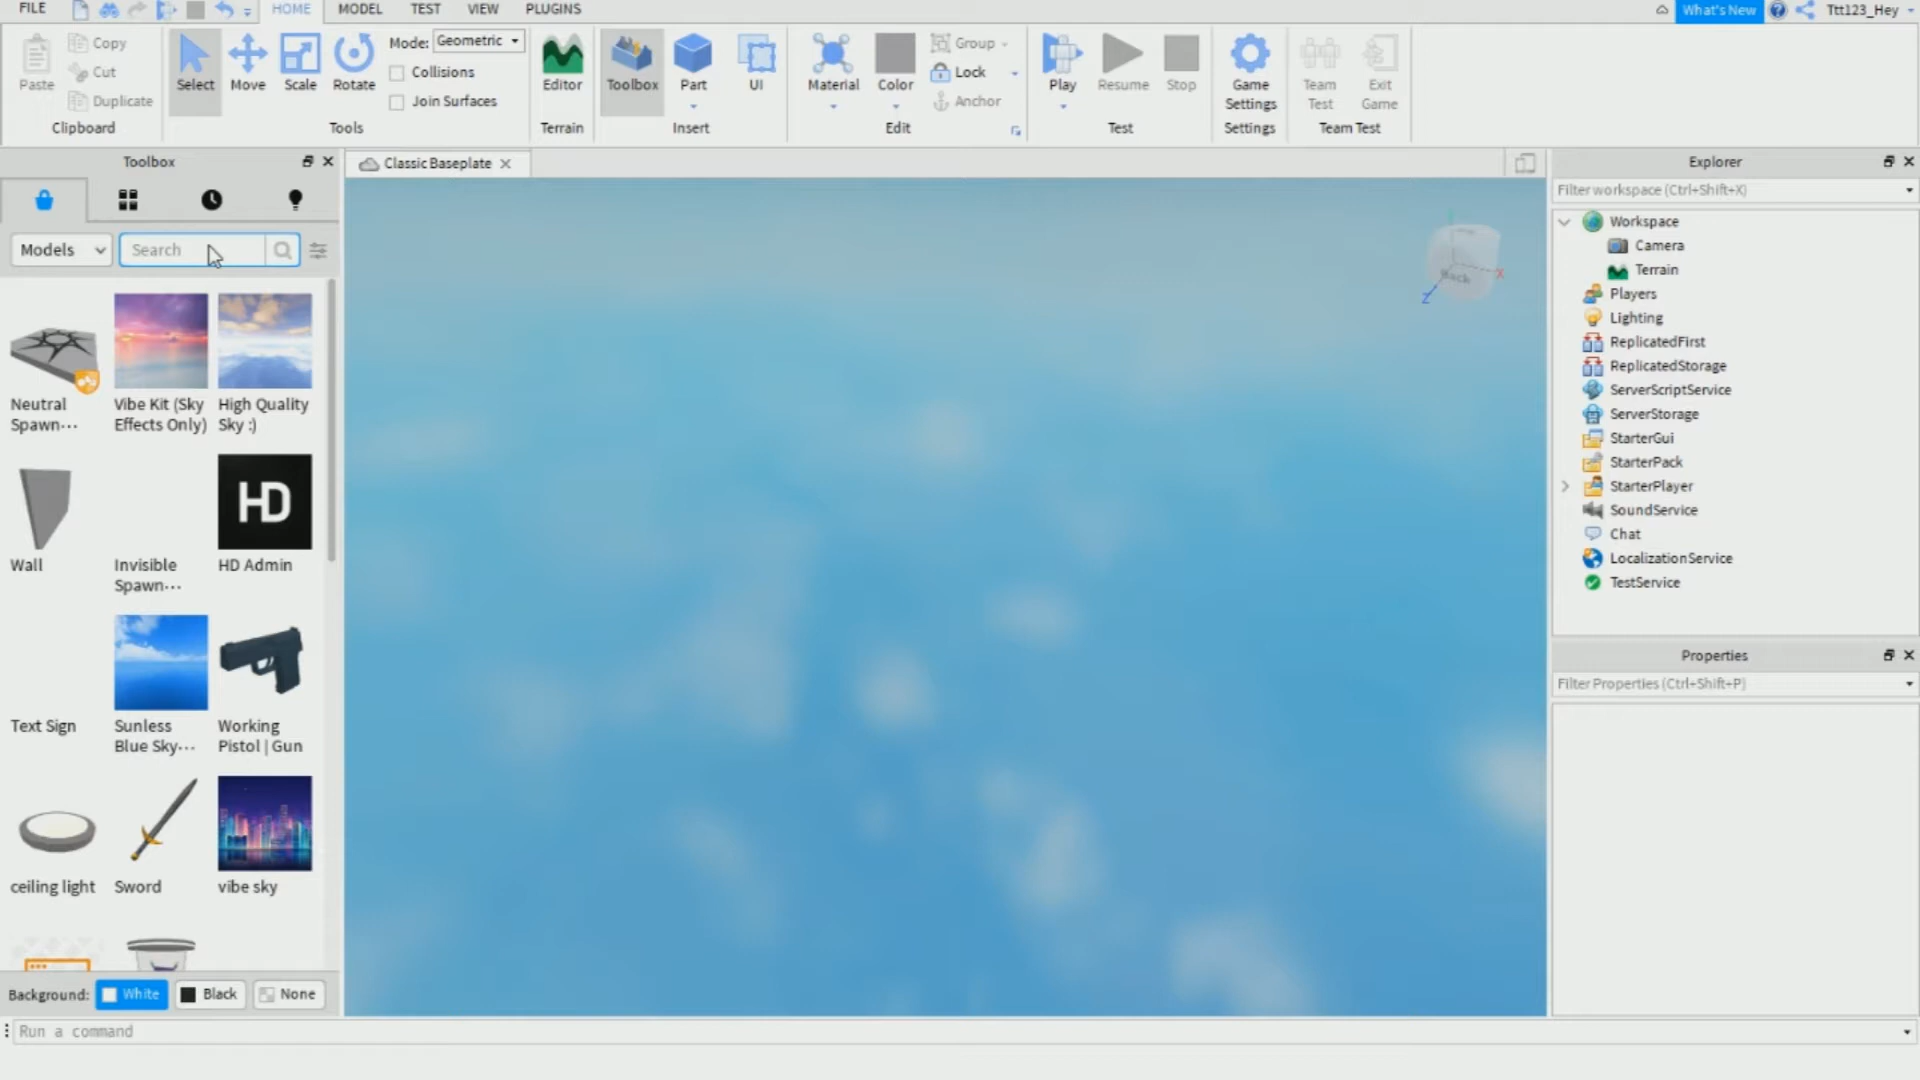 FILE
HOME
MODEL
TEST
VIEW
PLUGINS
What's New
Ttt123_Hey
Paste
Copy
Cut
Duplicate
Clipboard
Select
Move
Scale
Rotate
Mode: Geometric
Collisions
Join Surfaces
Tools
Editor
Terrain
Toolbox
Part
UI
Insert
Material
Color
Group
Lock
Anchor
Edit
Play
Resume
Stop
Test
Game Settings
Settings
Team Test
Exit Game
Team Test
Toolbox
Models
Search
Neutral
Spawn...
Vibe Kit (Sky
Effects Only)
High Quality
Sky :)
Wall
Invisible
Spawn...
HD
HD Admin
Text Sign
Sunless
Blue Sky...
Working
Pistol | Gun
ceiling light
Sword
vibe sky
Background:
White
Black
None
Run a command
Classic Baseplate
Back
X
Z
Explorer
Filter workspace (Ctrl+Shift+X)
Workspace
Camera
Terrain
Players
Lighting
ReplicatedFirst
ReplicatedStorage
ServerScriptService
ServerStorage
StarterGui
StarterPack
StarterPlayer
SoundService
Chat
LocalizationService
TestService
Properties
Filter Properties (Ctrl+Shift+P)